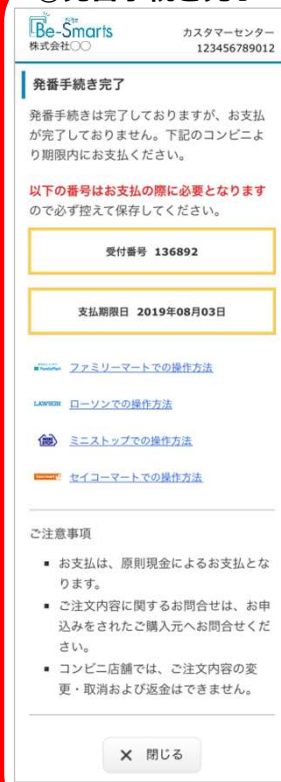 Be-Smarts
株式会社○○
カスタマーセンター
123456789012
発番手続き完了
発番手続きは完了しておりますが、お支払
が完了しておりません。下記のコンビニよ
り期限内にお支払ください。
以下の番号はお支払の際に必要となります
ので必ず控えて保存してください。
受付番号 136892
支払期限日 2019年08月03日
FamilyMart ファミリーマートでの操作方法
LAWSON ローソンでの操作方法
ミニストップでの操作方法
セイコーマートでの操作方法
ご注意事項
■ お支払は、原則現金によるお支払とな
ります。
■ ご注文内容に関するお問合せは、お申
込みをされたご購入元へお問合せくだ
さい。
■ コンビニ店舗では、ご注文内容の変
更・取消および返金はできません。
× 閉じる